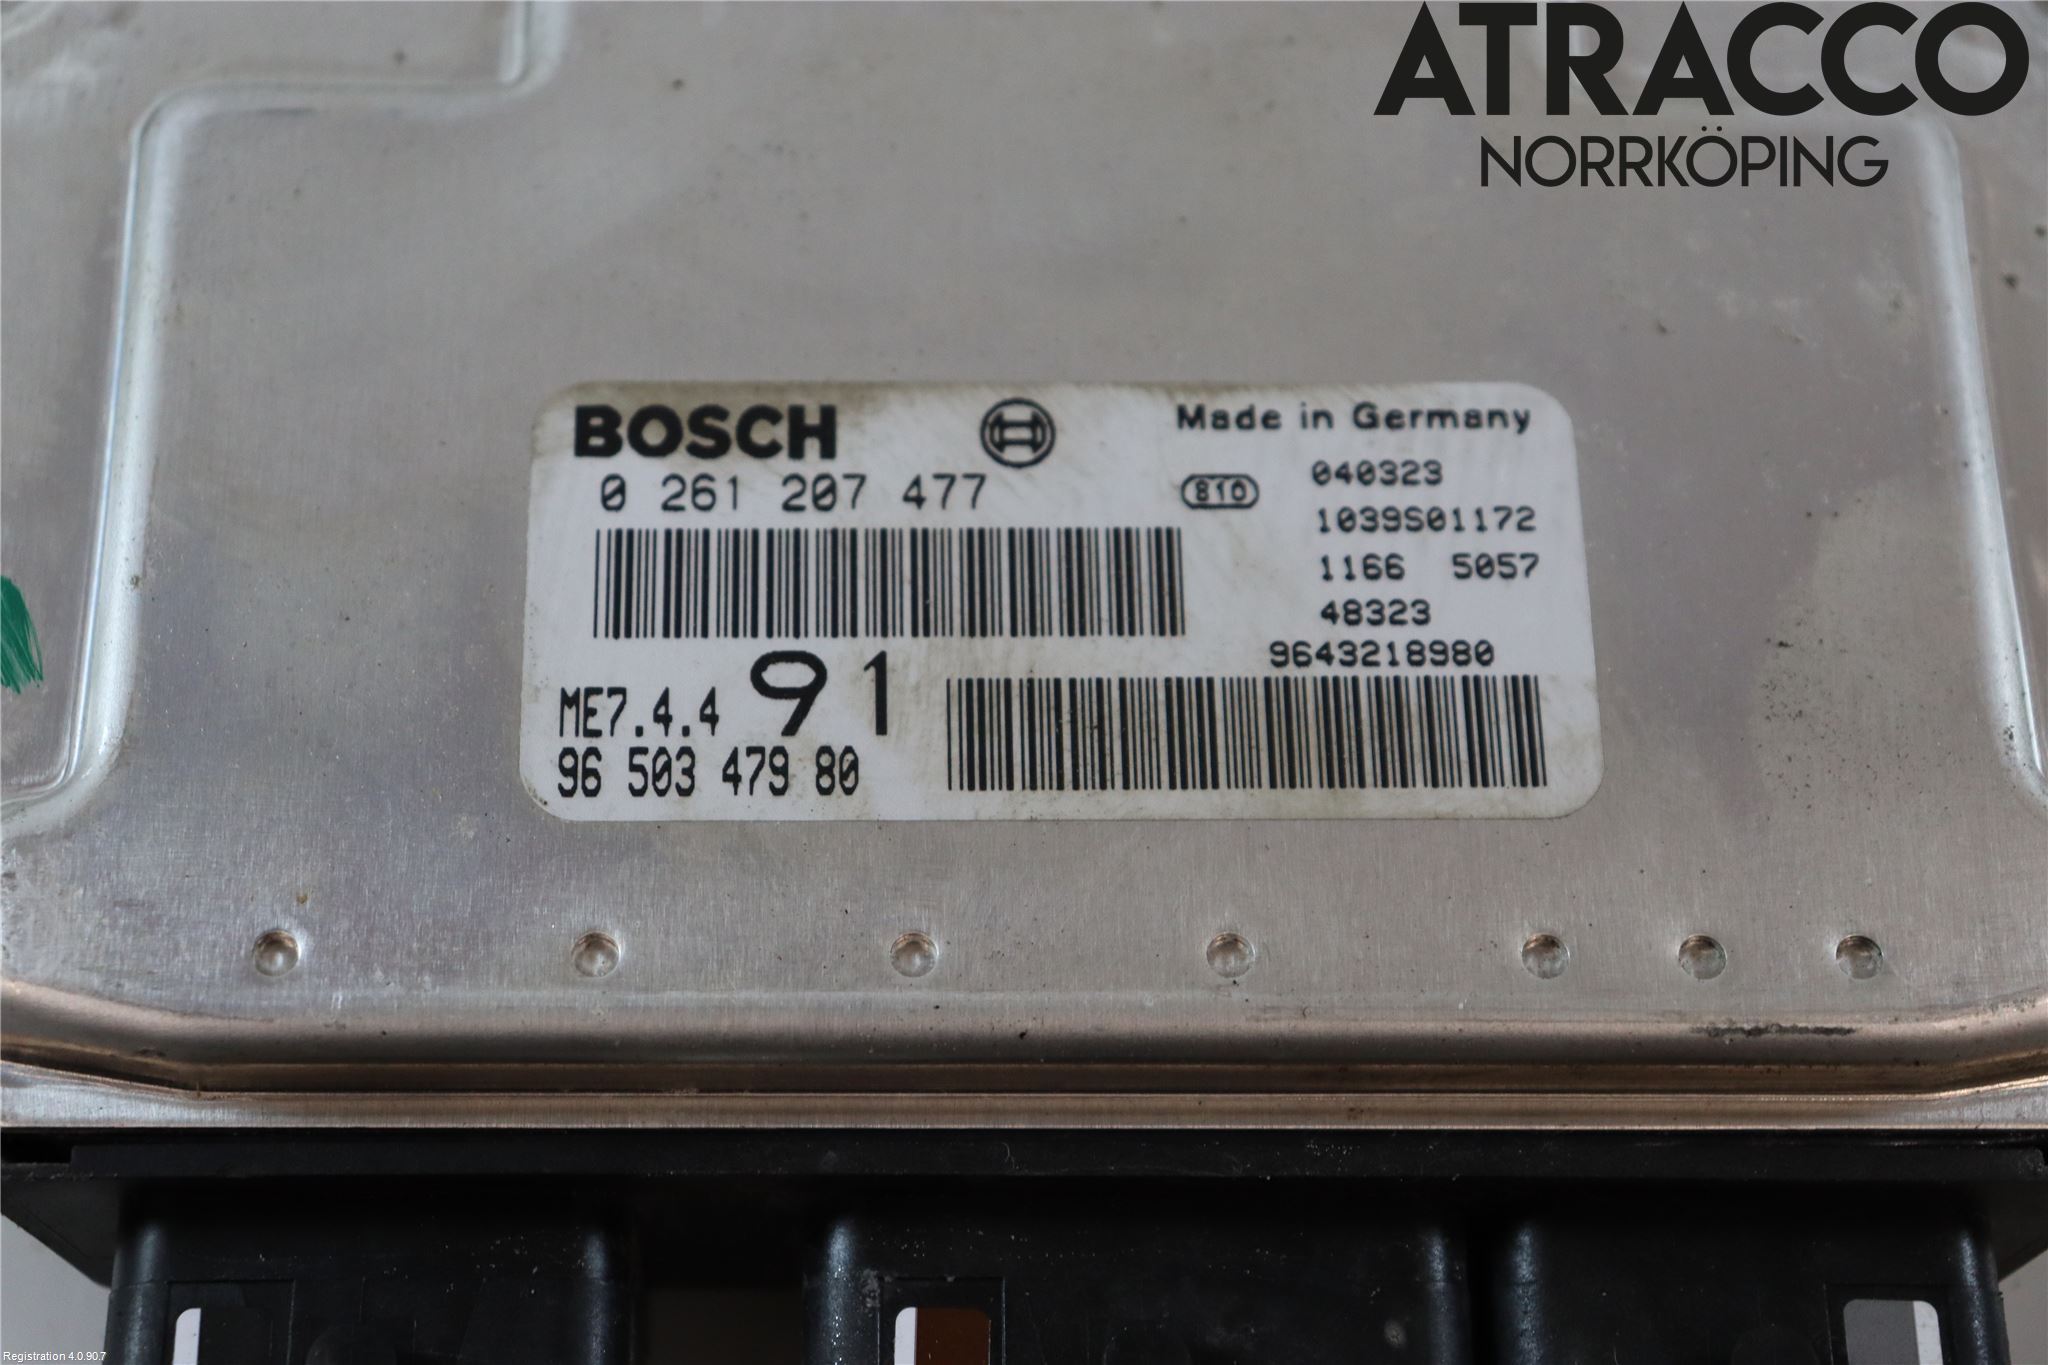 ATRACCO
NORRKÖPING
BOSCH
Made in Germany
0 261 207 477
810
040323
1039S01172
1166 5057
48323
9643218980
ME7.4.4 91
96 503 479 80
Registration 4.0.90.7